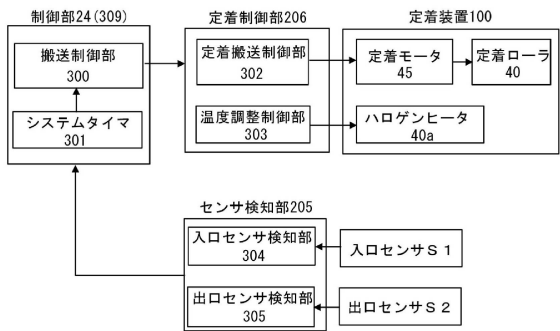 制御部24(309)
搬送制御部
300
システムタイマ
301
定着制御部206
定着搬送制御部
302
温度調整制御部
303
定着装置100
定着モータ
45
定着ローラ
40
ハロゲンヒータ
40a
センサ検知部205
入口センサ検知部
304
出口センサ検知部
305
入口センサS1
出口センサS2